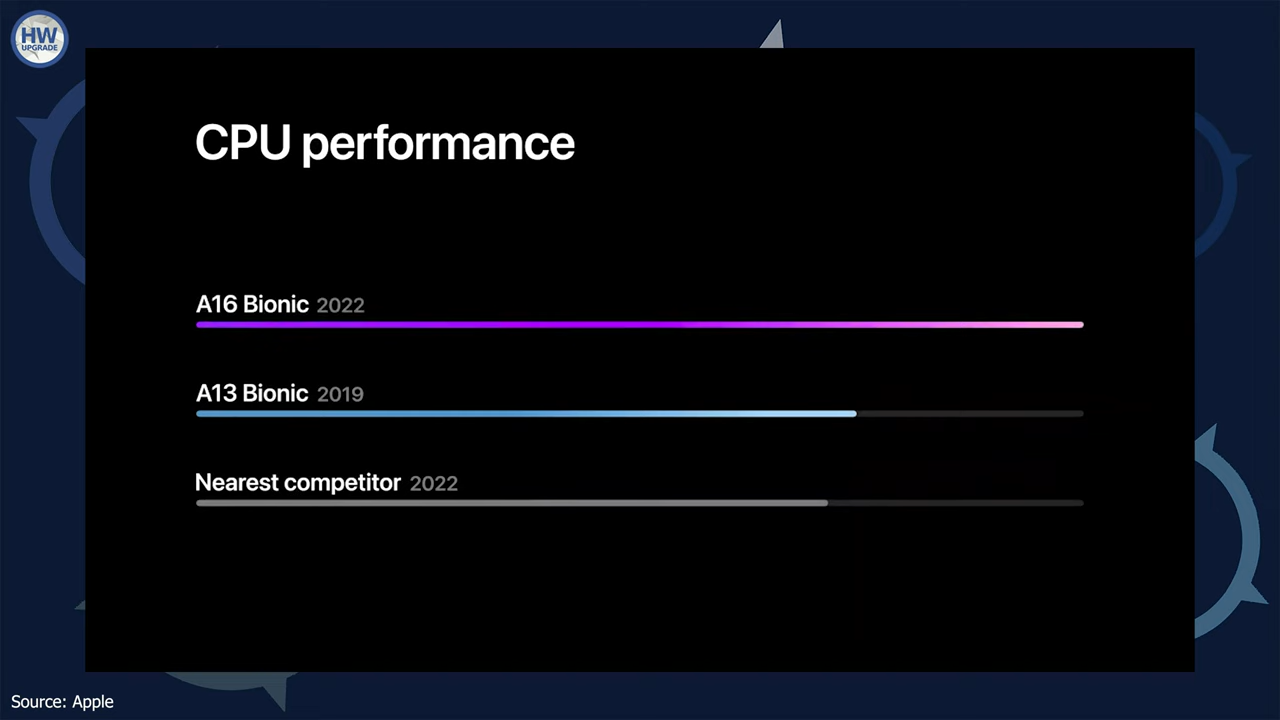 HW
UPGRADE
CPU performance
A16 Bionic 2022
A13 Bionic 2019
Nearest competitor 2022
Source: Apple